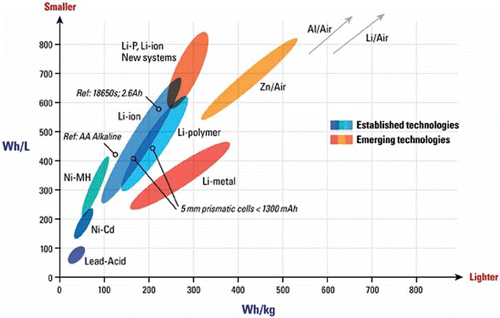 Smaller
Al/Air
Li/Air
800
Li-P, Li-ion
New systems
700
Ref: 18650s; 2.6Ah
Zn/Air
600
Li-ion
Established technologies
500
Li-polymer
Emerging technologies
Ref: AA Alkaline
Wh/L
400
Ni-MH
Li-metal
300
5 mm prismatic cells < 1300 mAh
200
Ni-Cd
100
Lead-Acid
0
Lighter
0 100 200 300 400 500 600 700 800
Wh/kg